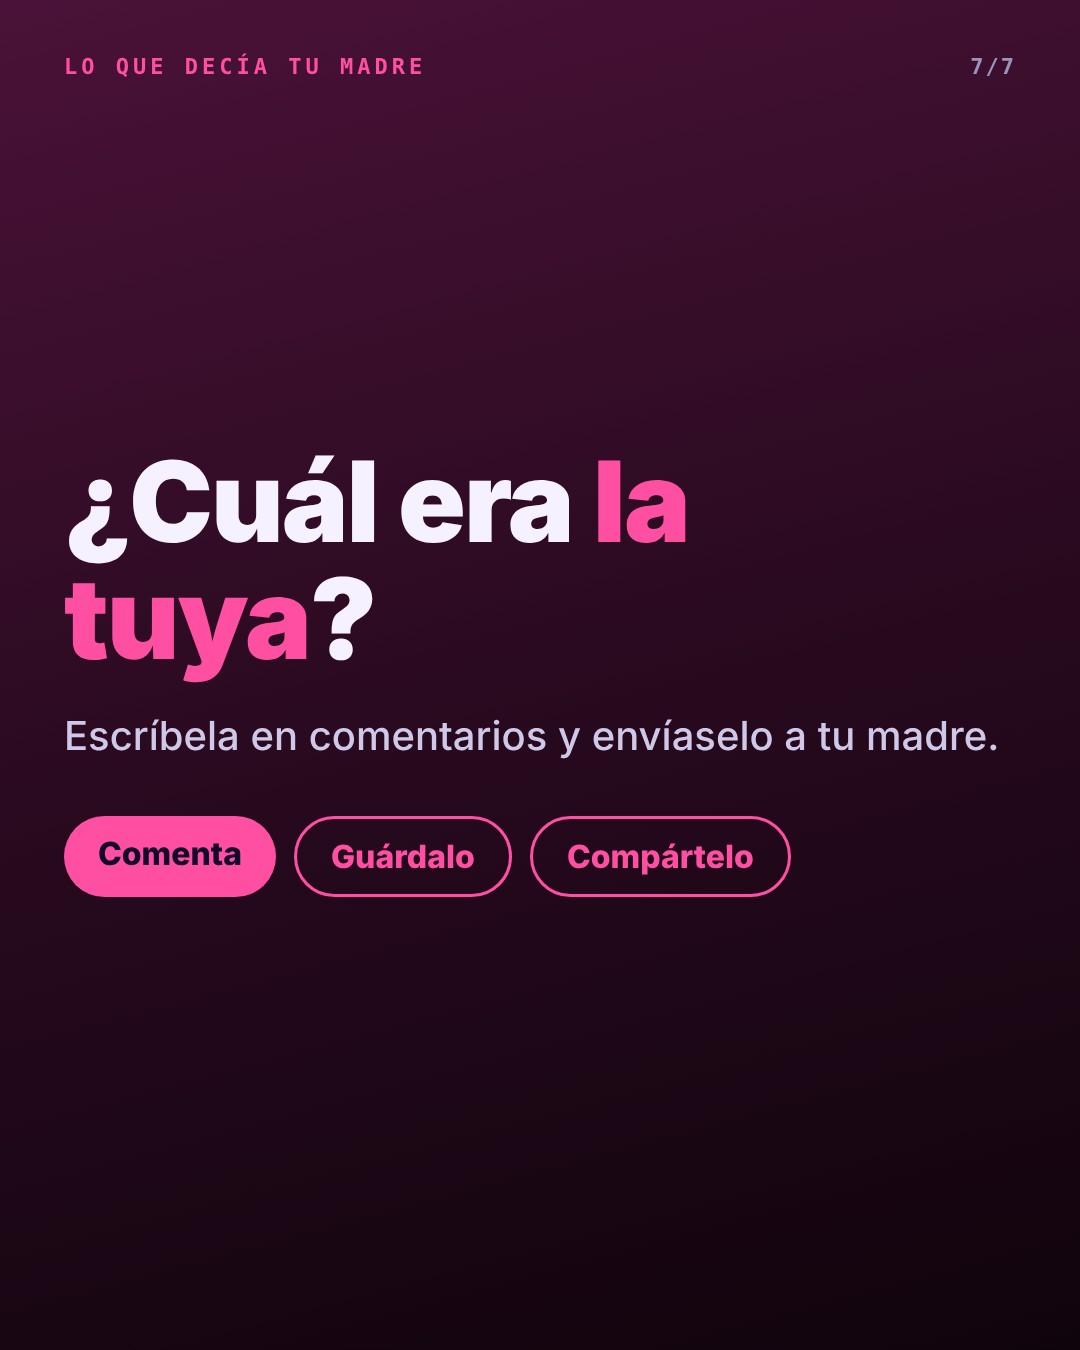 LO QUE DECÍA TU MADRE
7/7
¿Cuál era la
tuya?
Escríbela en comentarios y envíaselo a tu madre.
Comenta
Guárdalo
Compártelo